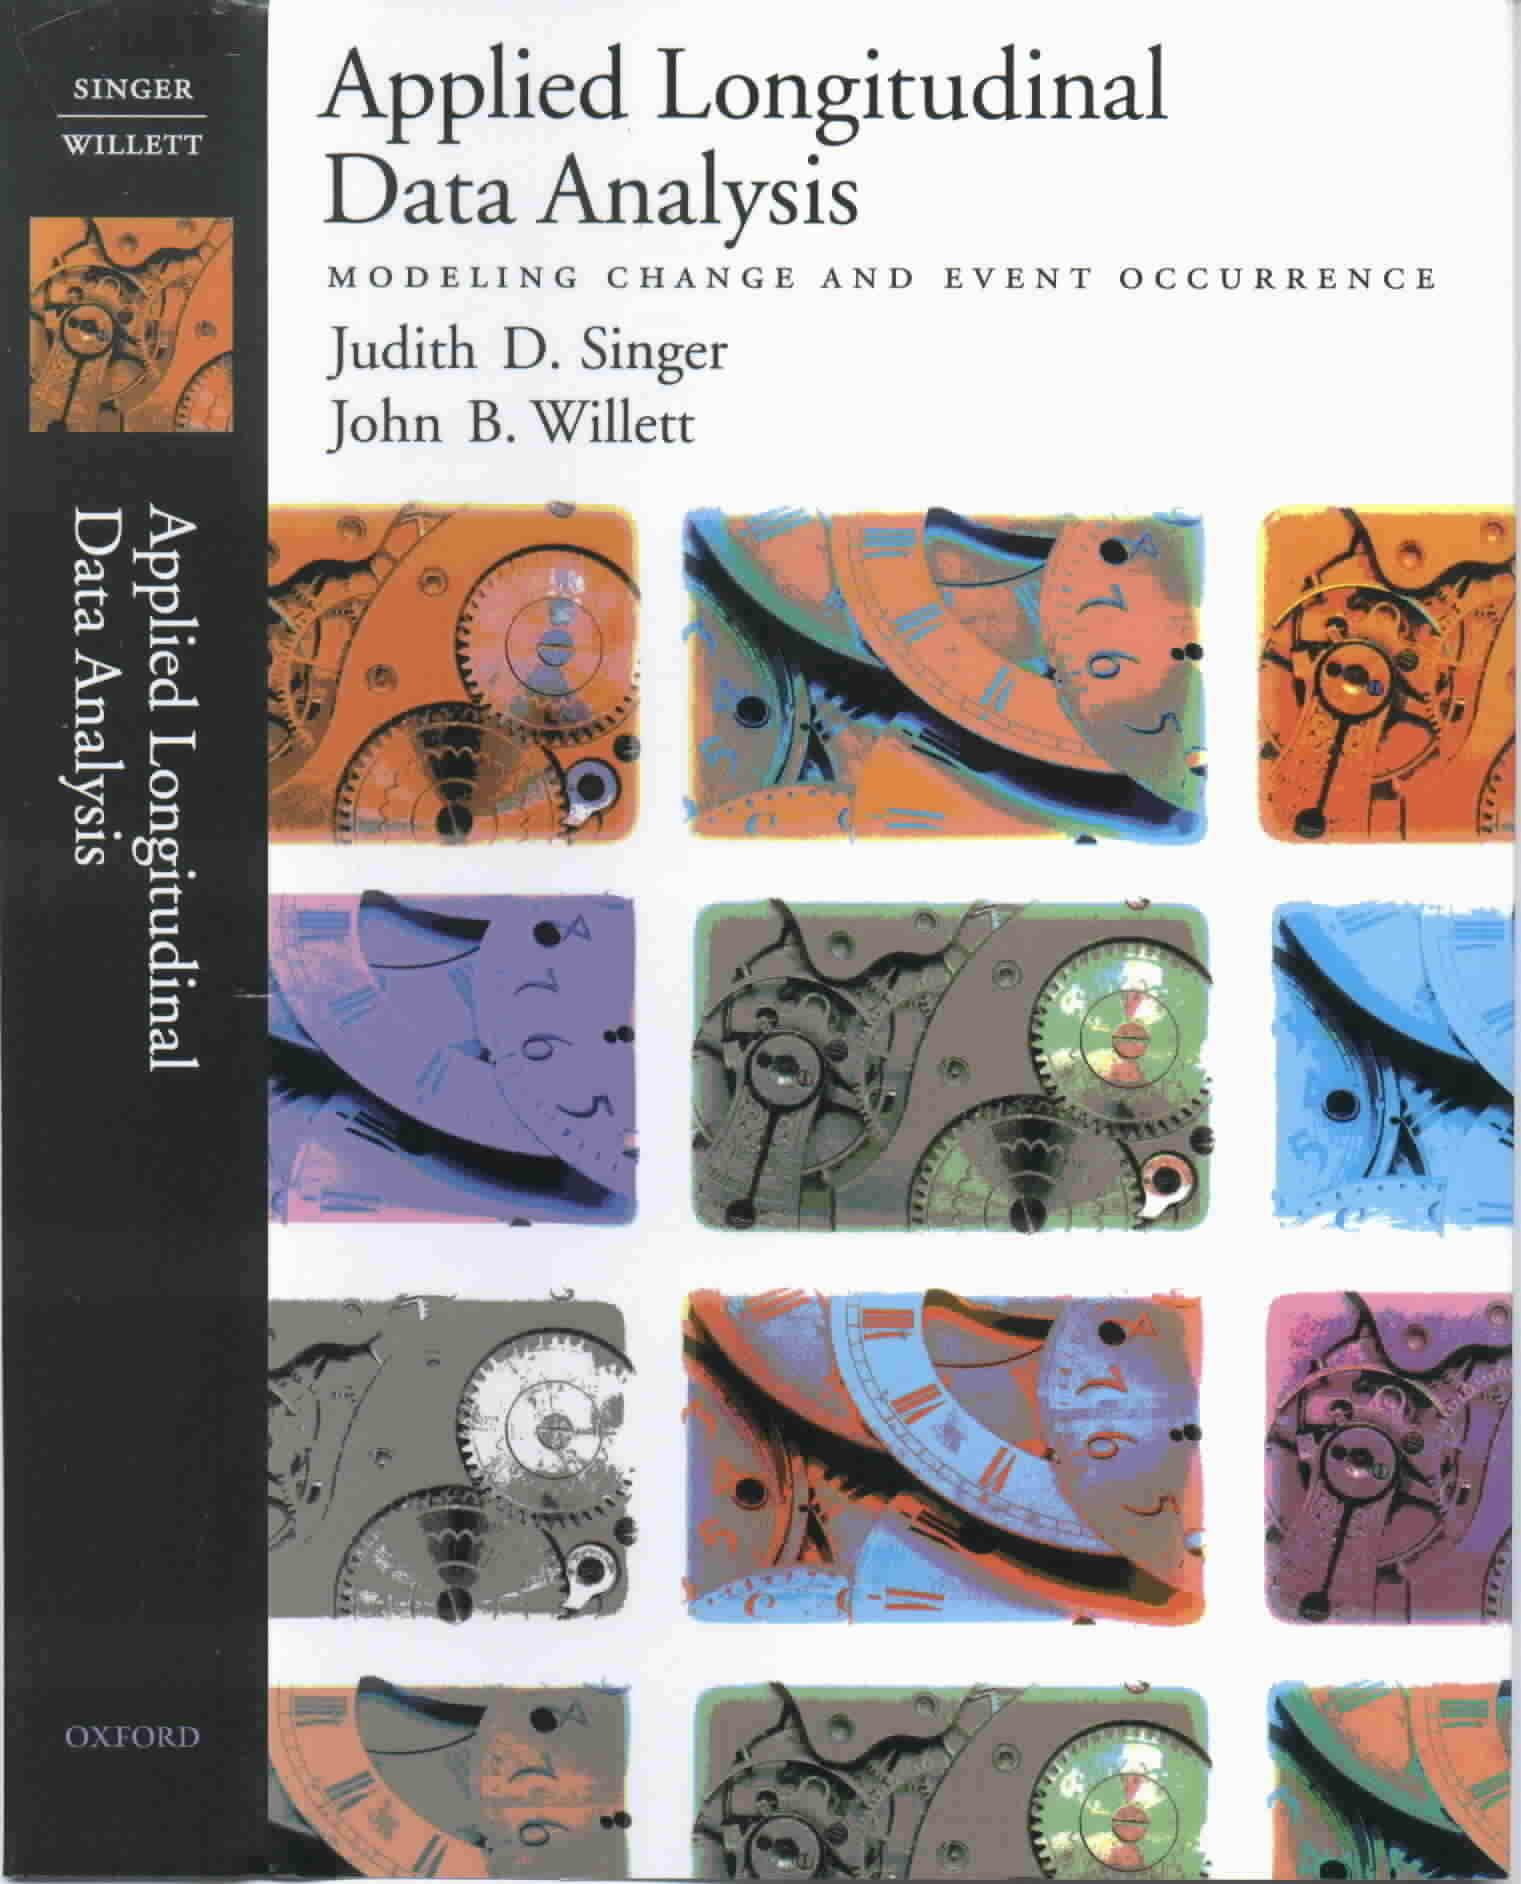 SINGER
WILLETT
Applied Longitudinal
Data Analysis
OXFORD
Applied Longitudinal
Data Analysis
MODELING CHANGE AND EVENT OCCURRENCE
Judith D. Singer
John B. Willett